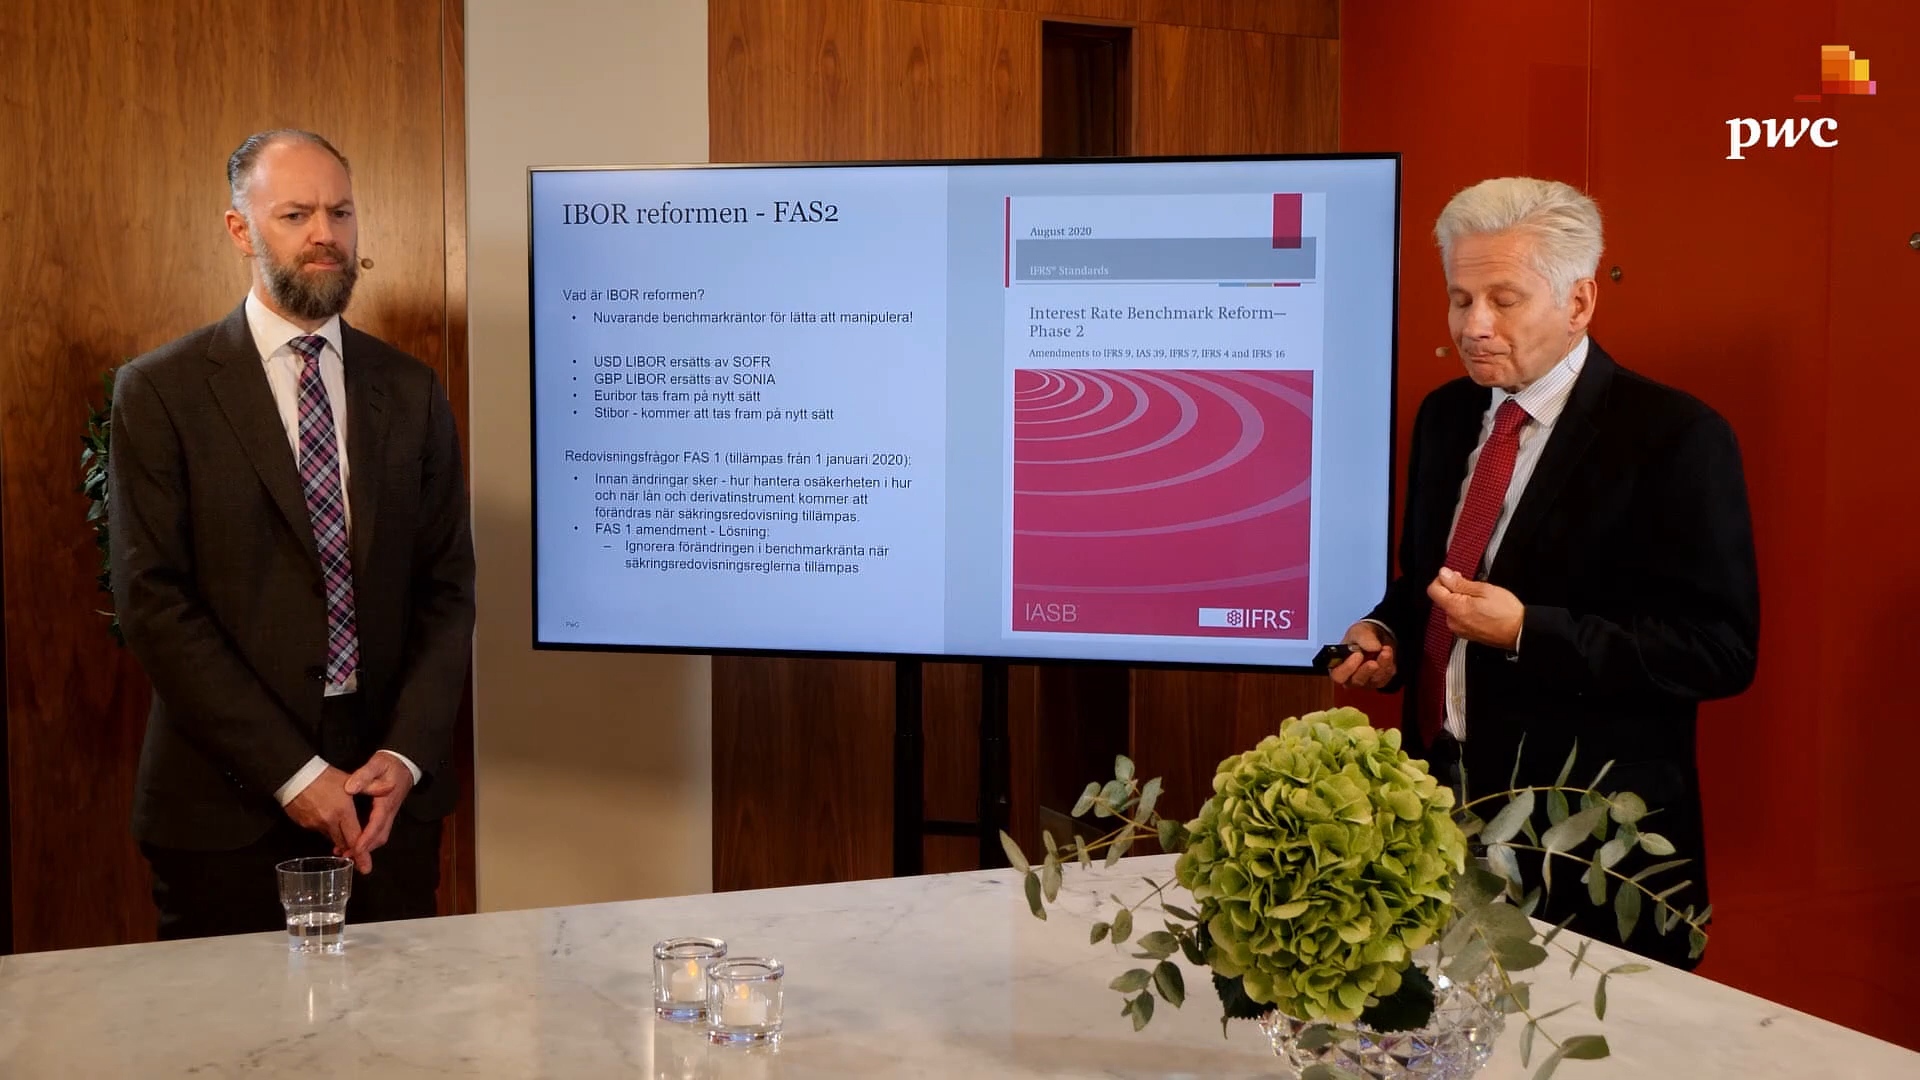 pwc
IBOR reformen - FAS2
Vad är IBOR reformen?
• Nuvarande benchmarkräntor för lätta att manipulera!
• USD LIBOR ersätts av SOFR
• GBP LIBOR ersätts av SONIA
• Euribor tas fram på nytt sätt
• Stibor - kommer att tas fram på nytt sätt
Redovisningsfrågor FAS 1 (tillämpas från 1 januari 2020):
• Innan ändringar sker - hur hantera osäkerheten i hur
och när lån och derivatinstrument kommer att
förändras när säkringsredovisning tillämpas.
• FAS 1 amendment - Lösning:
– Ignorera förändringen i benchmarkränta när
säkringsredovisningsreglerna tillämpas
PwC
August 2020
IFRS® Standards
Interest Rate Benchmark Reform—
Phase 2
Amendments to IFRS 9, IAS 39, IFRS 7, IFRS 4 and IFRS 16
IASB
IFRS®